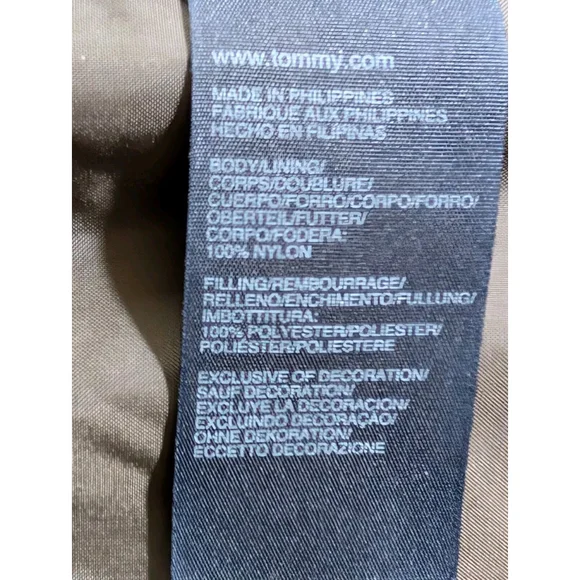 www.tommy.com
MADE IN PHILIPPINES
FABRIQUE AUX PHILIPPINES
HECHO EN FILIPINAS
BODY/LINING/
CORPS/DOUBLURE/
CUERPO/FORRO/CORPO/FORRO/
OBERTEIL/FUTTER/
CORPO/FODERA:
100% NYLON
FILLING/REMBOURRAGE/
RELLENO/ENCHIMENTO/FULLUNG/
IMBOTTITURA:
100% POLYESTER/POLIESTER/
POLIÉSTER/POLIESTERE
EXCLUSIVE OF DECORATION/
SAUF DECORATION/
EXCLUYE LA DECORACION/
EXCLUINDO DECORAÇÃO/
OHNE DEKORATION/
ECCETTO DECORAZIONE